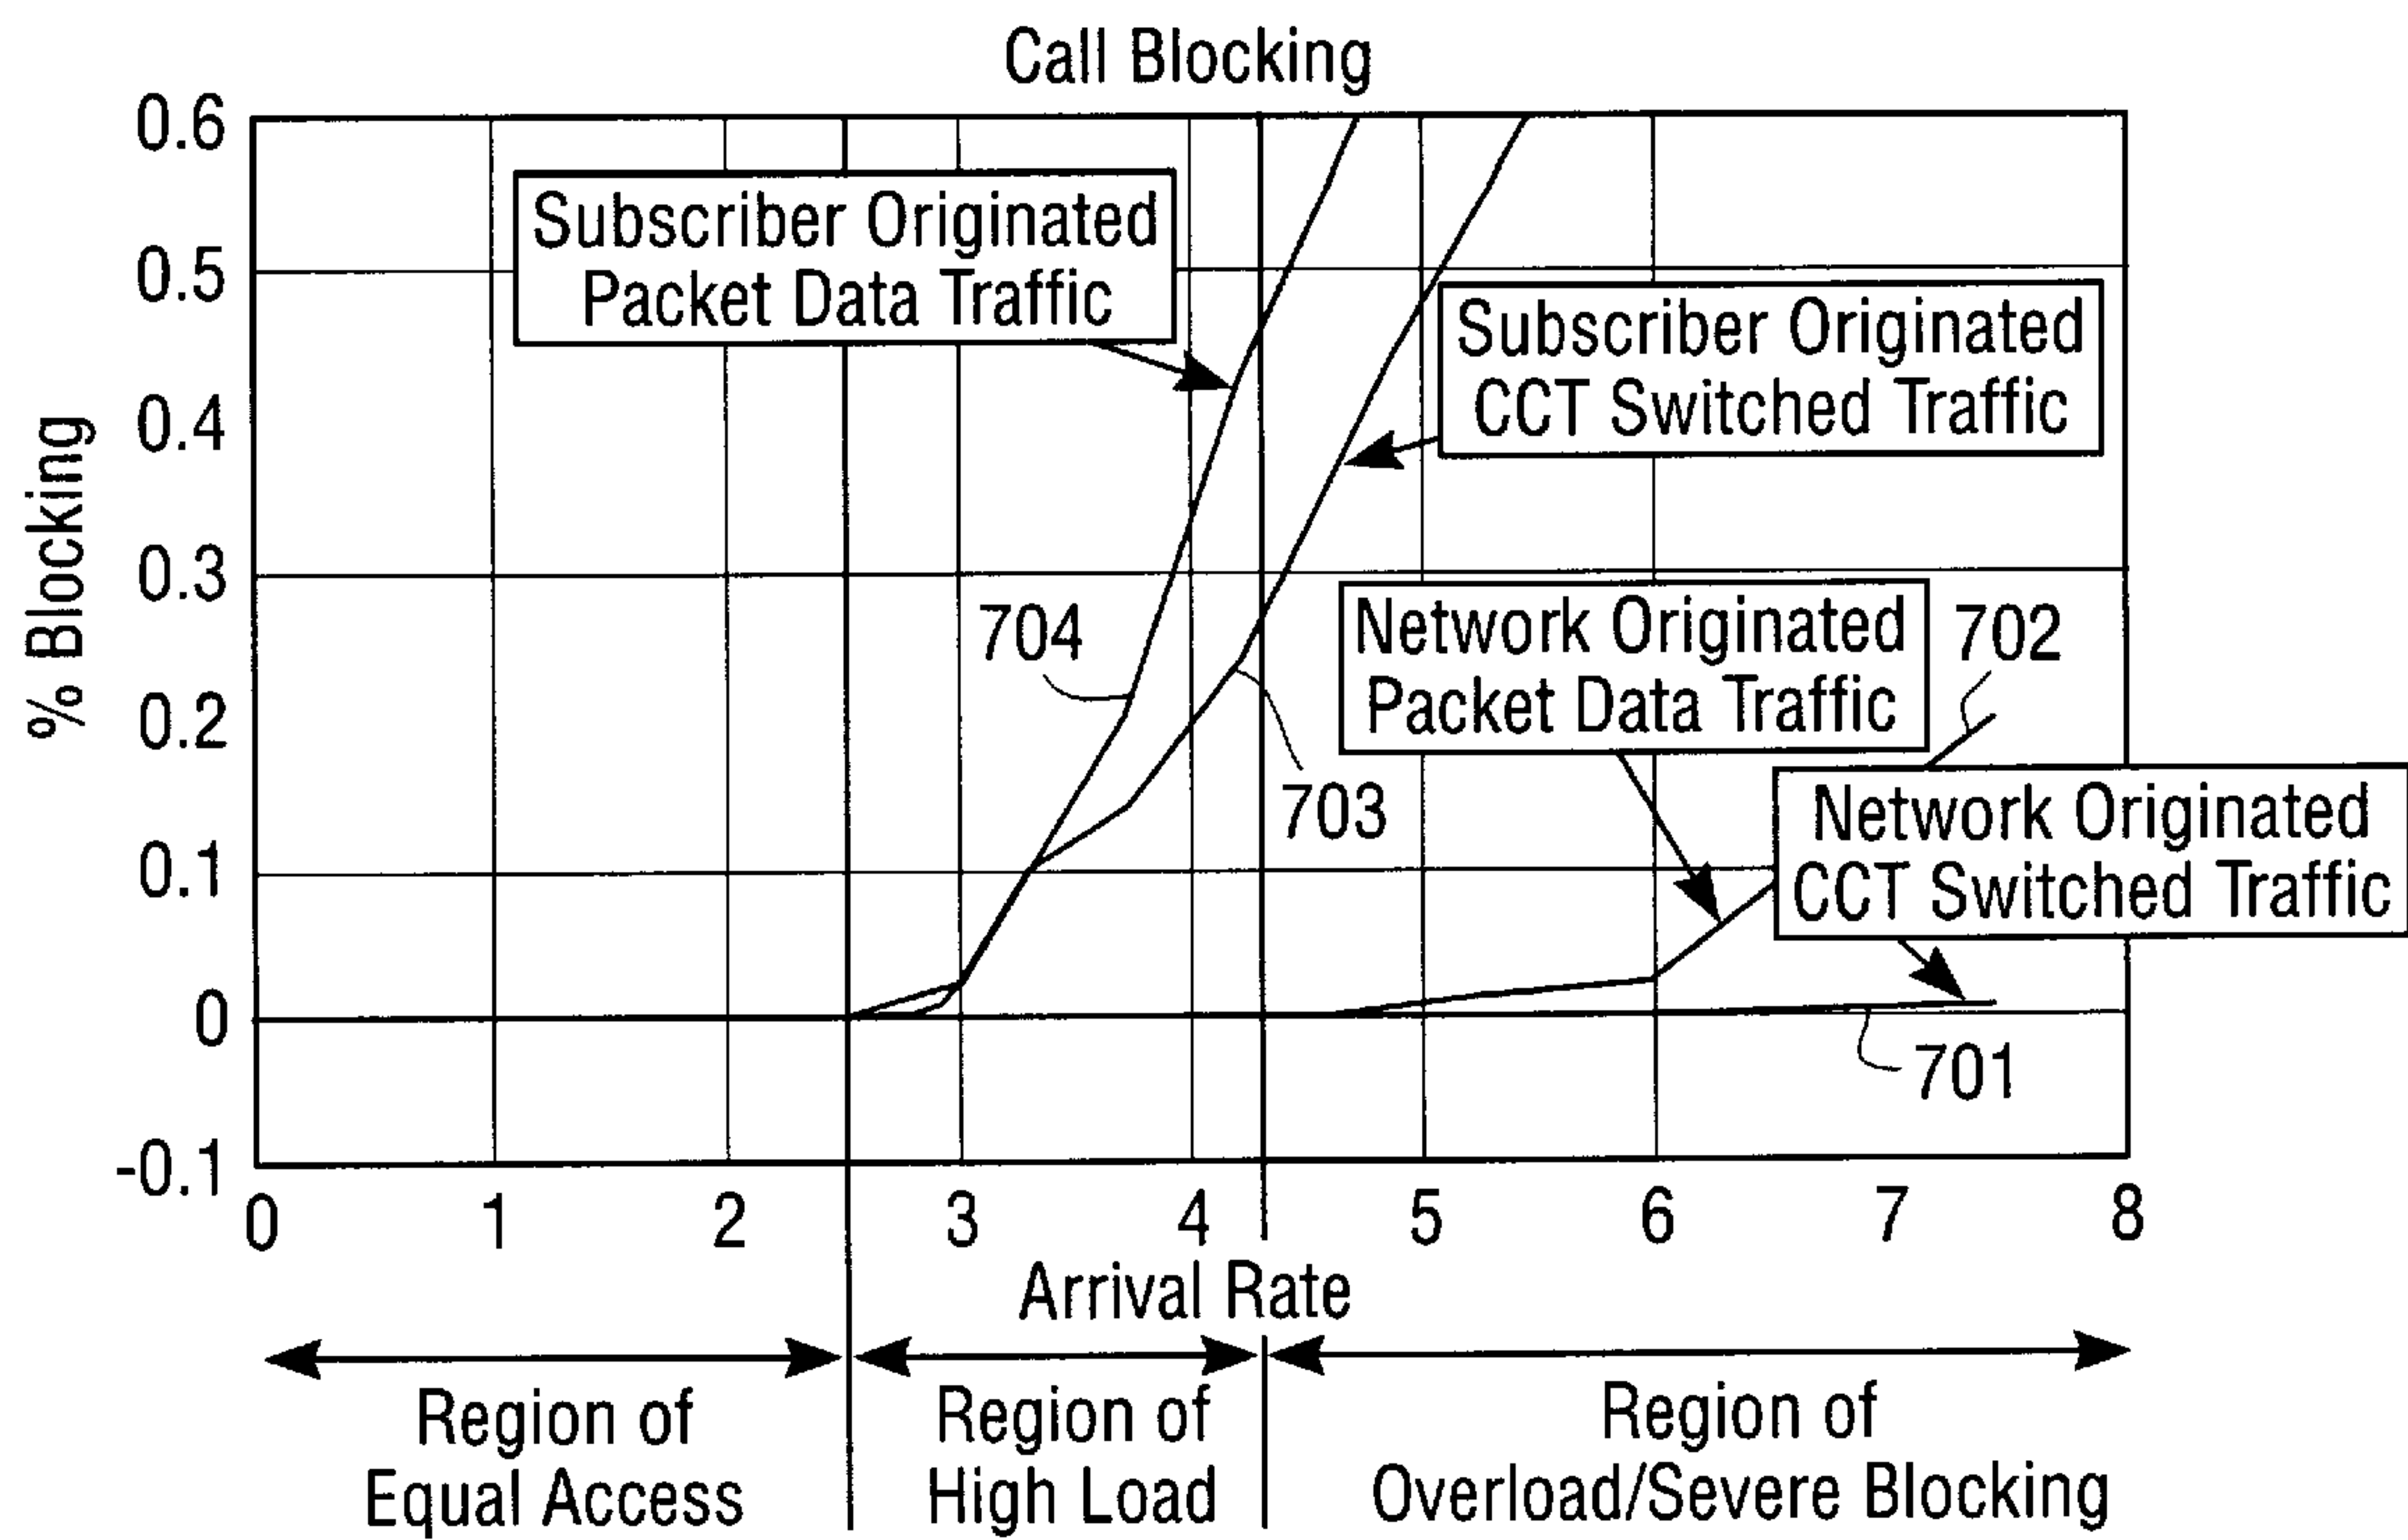 Call Blocking
0.6
0.5
0.4
0.3
0.2
0.1
0
-0.1
% Blocking
Subscriber Originated
Packet Data Traffic
Subscriber Originated
CCT Switched Traffic
704
Network Originated
Packet Data Traffic
702
703
Network Originated
CCT Switched Traffic
701
0 1 2 3 4 5 6 7 8
Arrival Rate
Region of
Equal Access
Region of
High Load
Region of
Overload/Severe Blocking